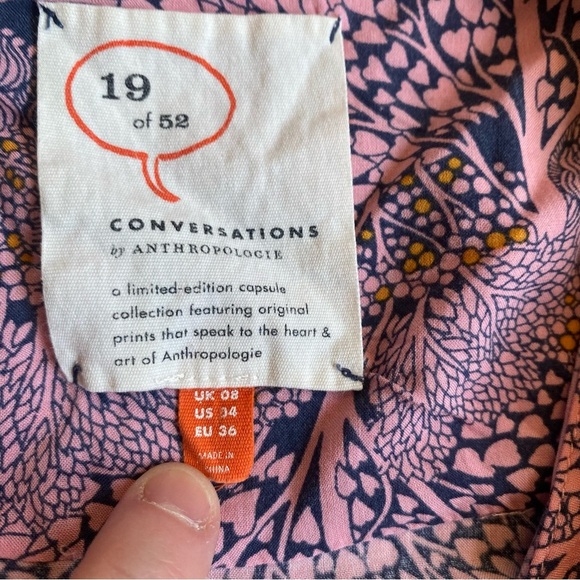 19
of 52
CONVERSATIONS
by ANTHROPOLOGIE
a limited-edition capsule
collection featuring original
prints that speak to the heart &
art of Anthropologie
UK 08
US 04
EU 36
MADE IN
CHINA